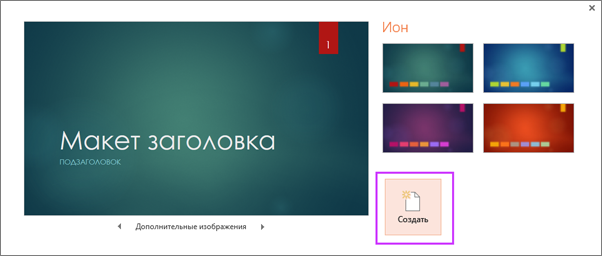 Ион
1
Макет заголовка
ПОДЗАГОЛОВОК
Дополнительные изображения
Создать